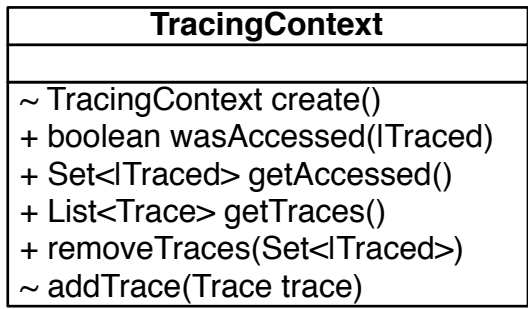 TracingContext
~ TracingContext create()
+ boolean wasAccessed(ITraced)
+ Set<ITraced> getAccessed()
+ List<Trace> getTraces()
+ removeTraces(Set<ITraced>)
~ addTrace(Trace trace)